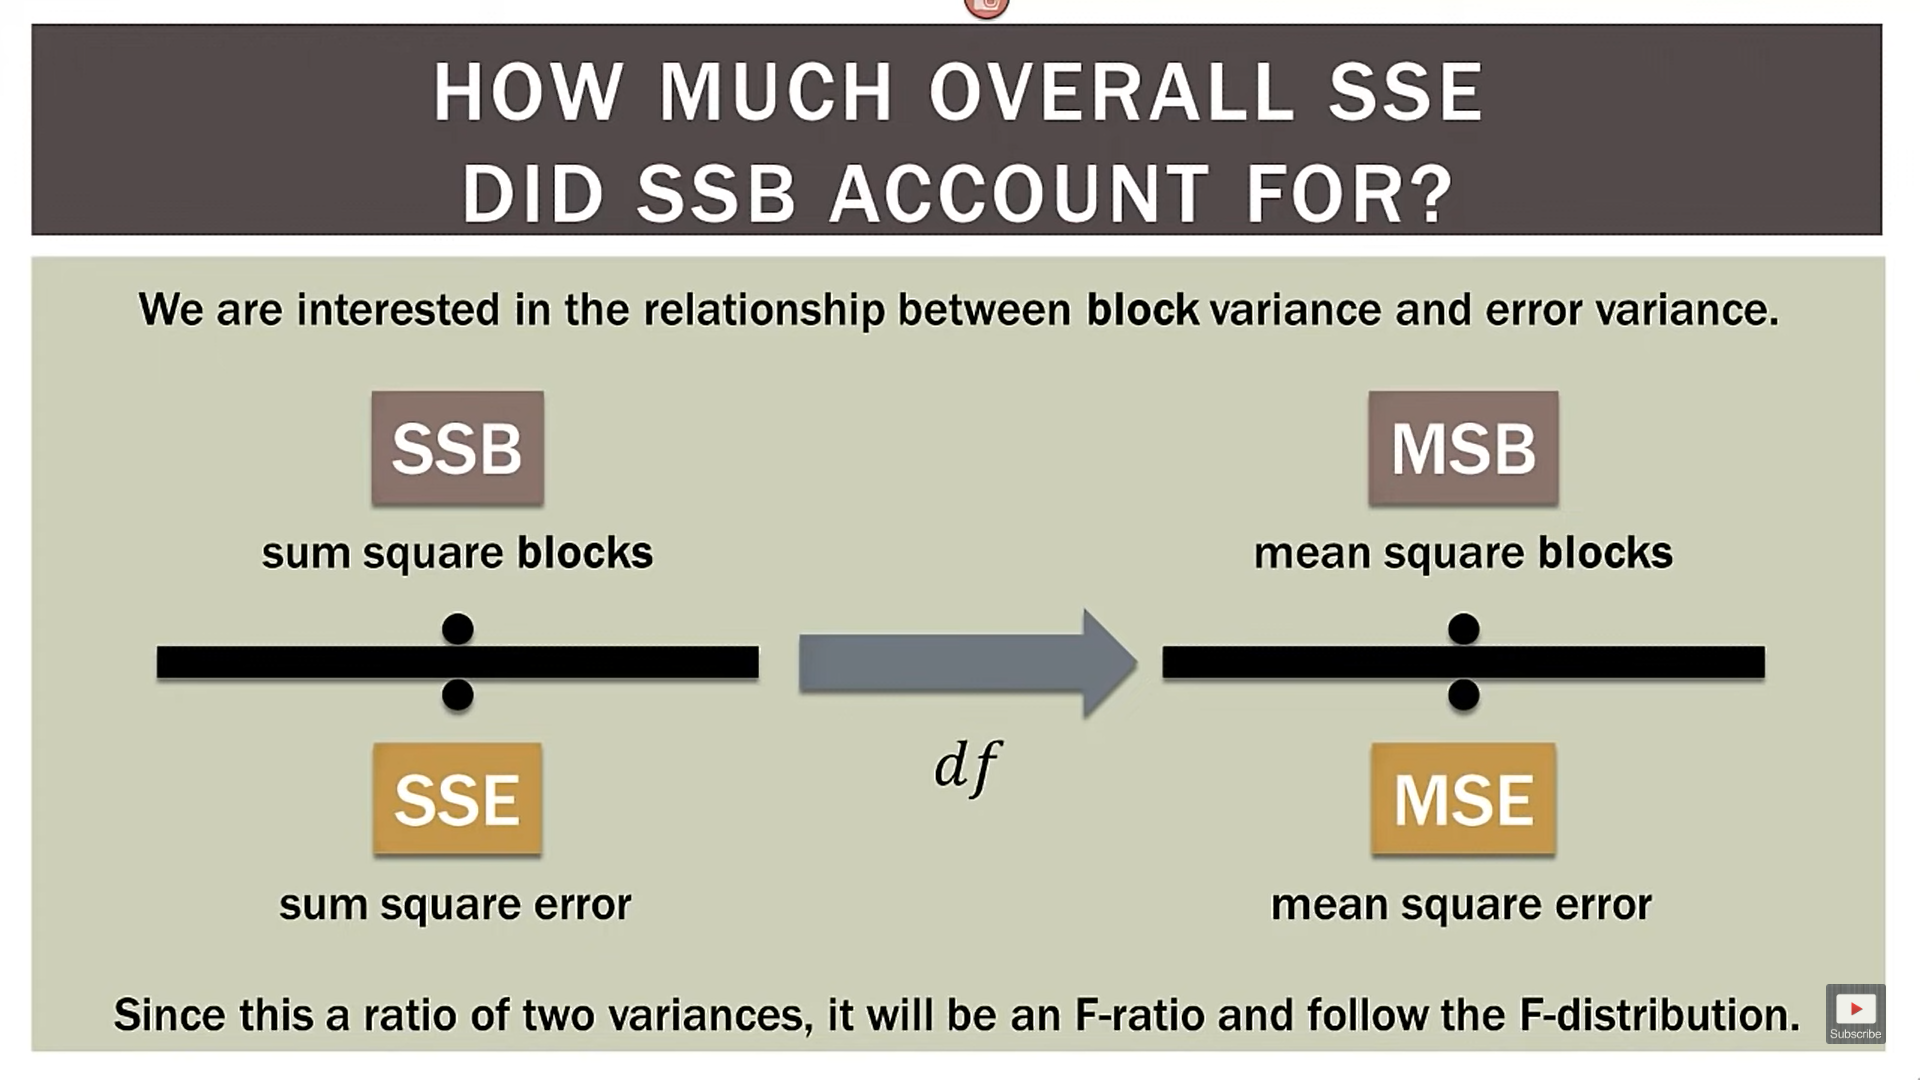 HOW MUCH OVERALL SSE
DID SSB ACCOUNT FOR?
We are interested in the relationship between block variance and error variance.
SSB
sum square blocks
SSE
sum square error
df
MSB
mean square blocks
MSE
mean square error
Since this a ratio of two variances, it will be an F-ratio and follow the F-distribution.
Subscribe